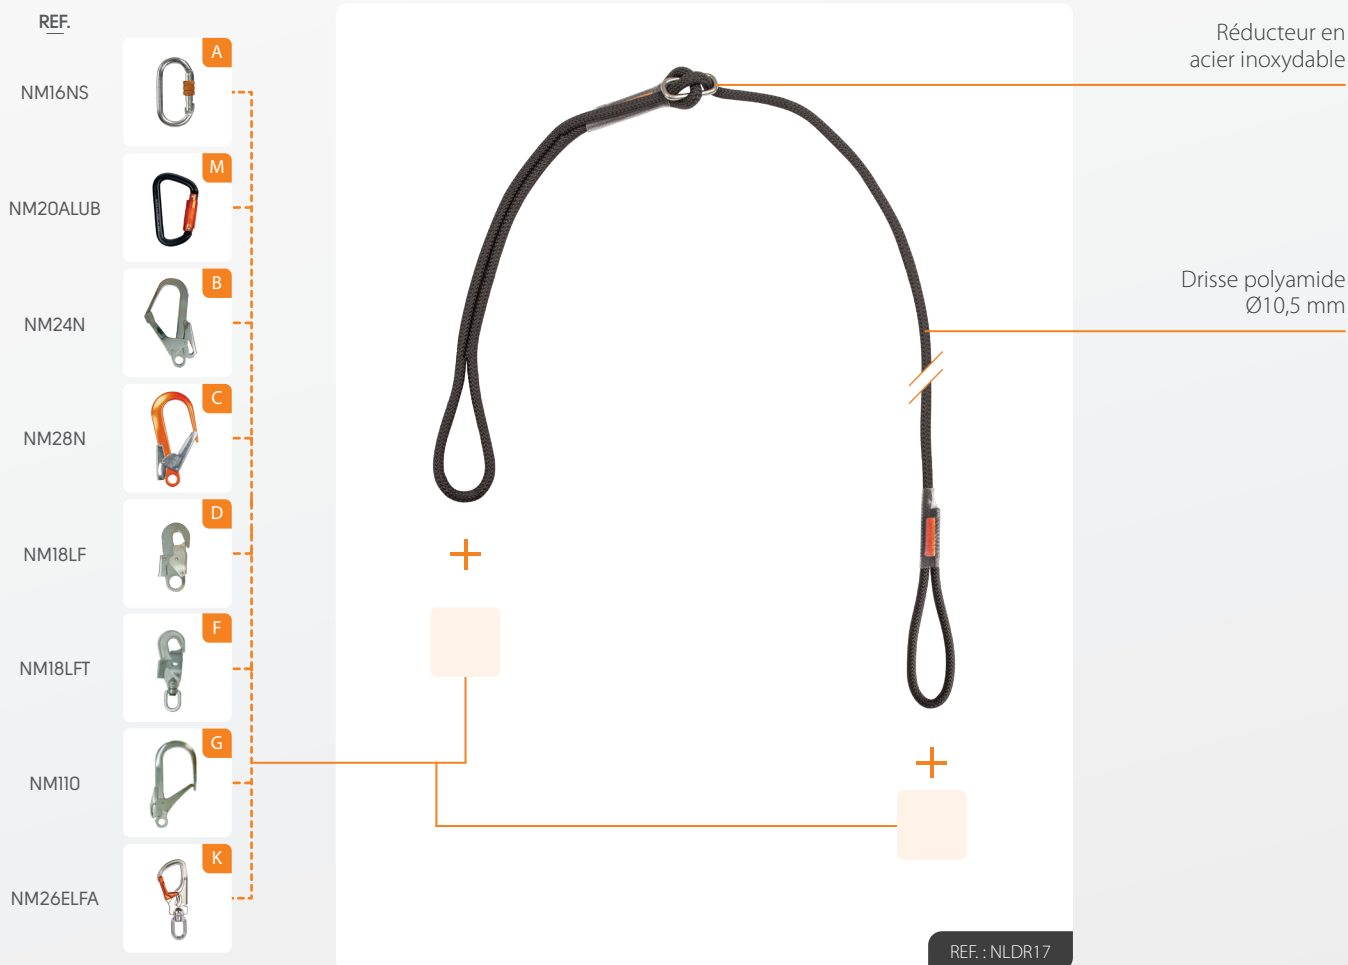 REF.
NM16NS
A
NM20ALUB
M
NM24N
B
NM28N
C
NM18LF
D
NM18LFT
F
NM110
G
NM26ELFA
K
Réducteur en
acier inoxydable
Drisse polyamide
Ø10,5 mm
REF. : NLDR17